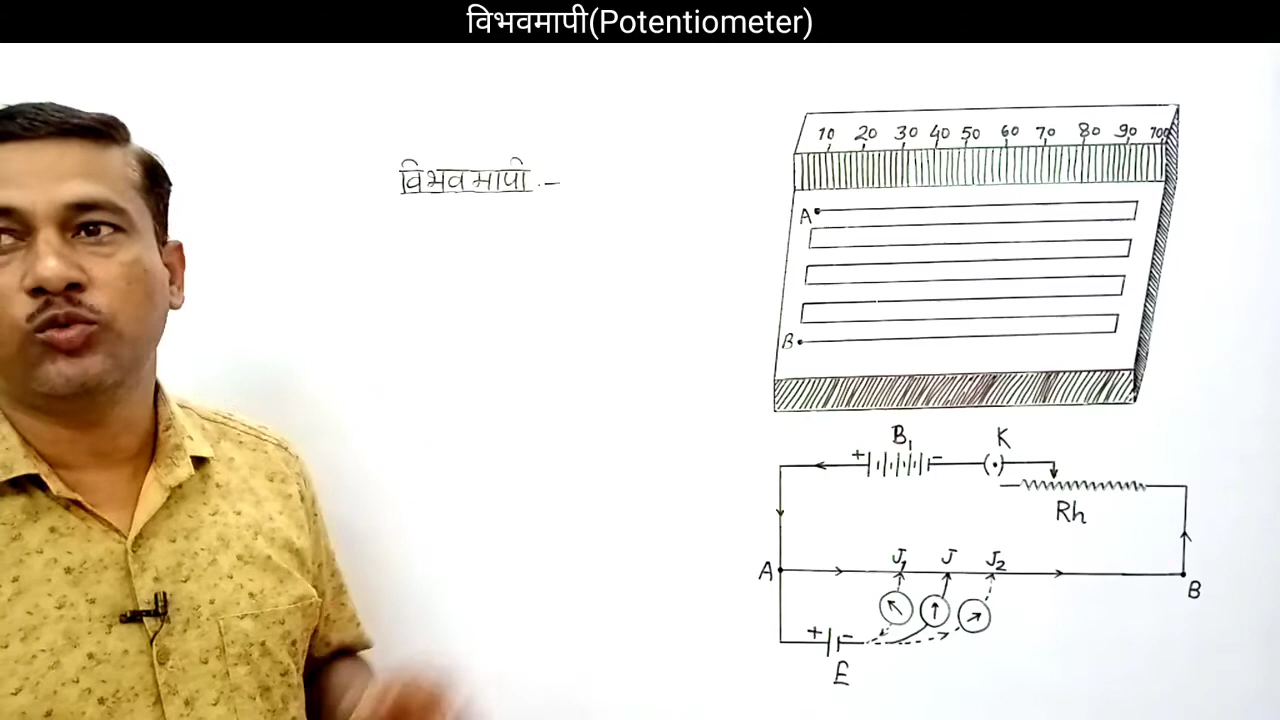 विभवमापी(Potentiometer)
विभवमापी :-
10 20 30 40 50 60 70 80 90 100
A
B
+ B₁ - K
Rh
A J₁ J J₂ B
+ -
E